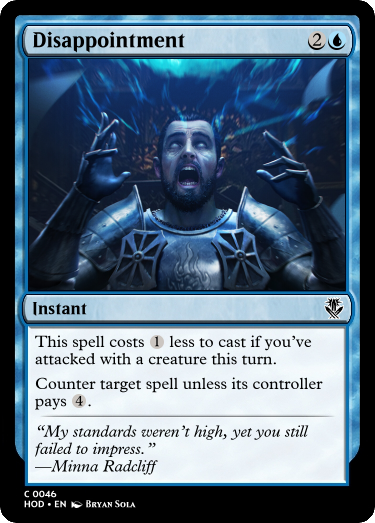 Disappointment 2
Instant
This spell costs 1 less to cast if you've
attacked with a creature this turn.
Counter target spell unless its controller
pays 4.
“My standards weren't high, yet you still
failed to impress.”
—Minna Radcliff
C 0046
HOD • EN Bryan Sola